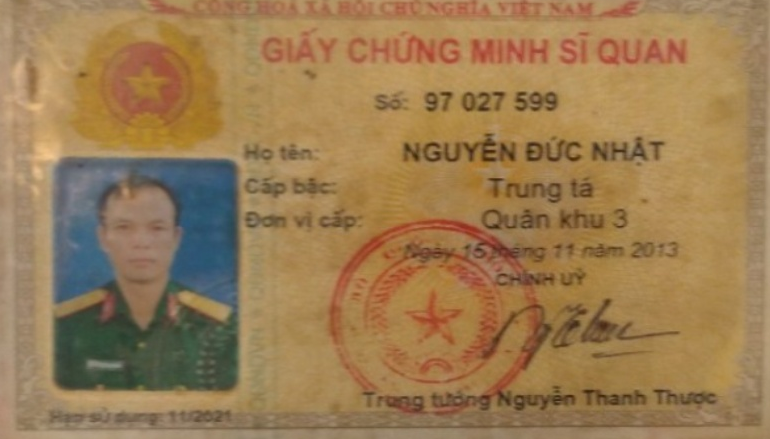 CỘNG HOÀ XÃ HỘI CHỦ NGHĨA VIỆT NAM
GIẤY CHỨNG MINH SĨ QUAN
Số: 97 027 599
Họ tên: NGUYỄN ĐỨC NHẬT
Cấp bậc: Trung tá
Đơn vị cấp: Quân khu 3
Ngày 15 tháng 11 năm 2013
CHÍNH UỶ
Trung tướng Nguyễn Thanh Thược
Hạn sử dụng: 11/2021